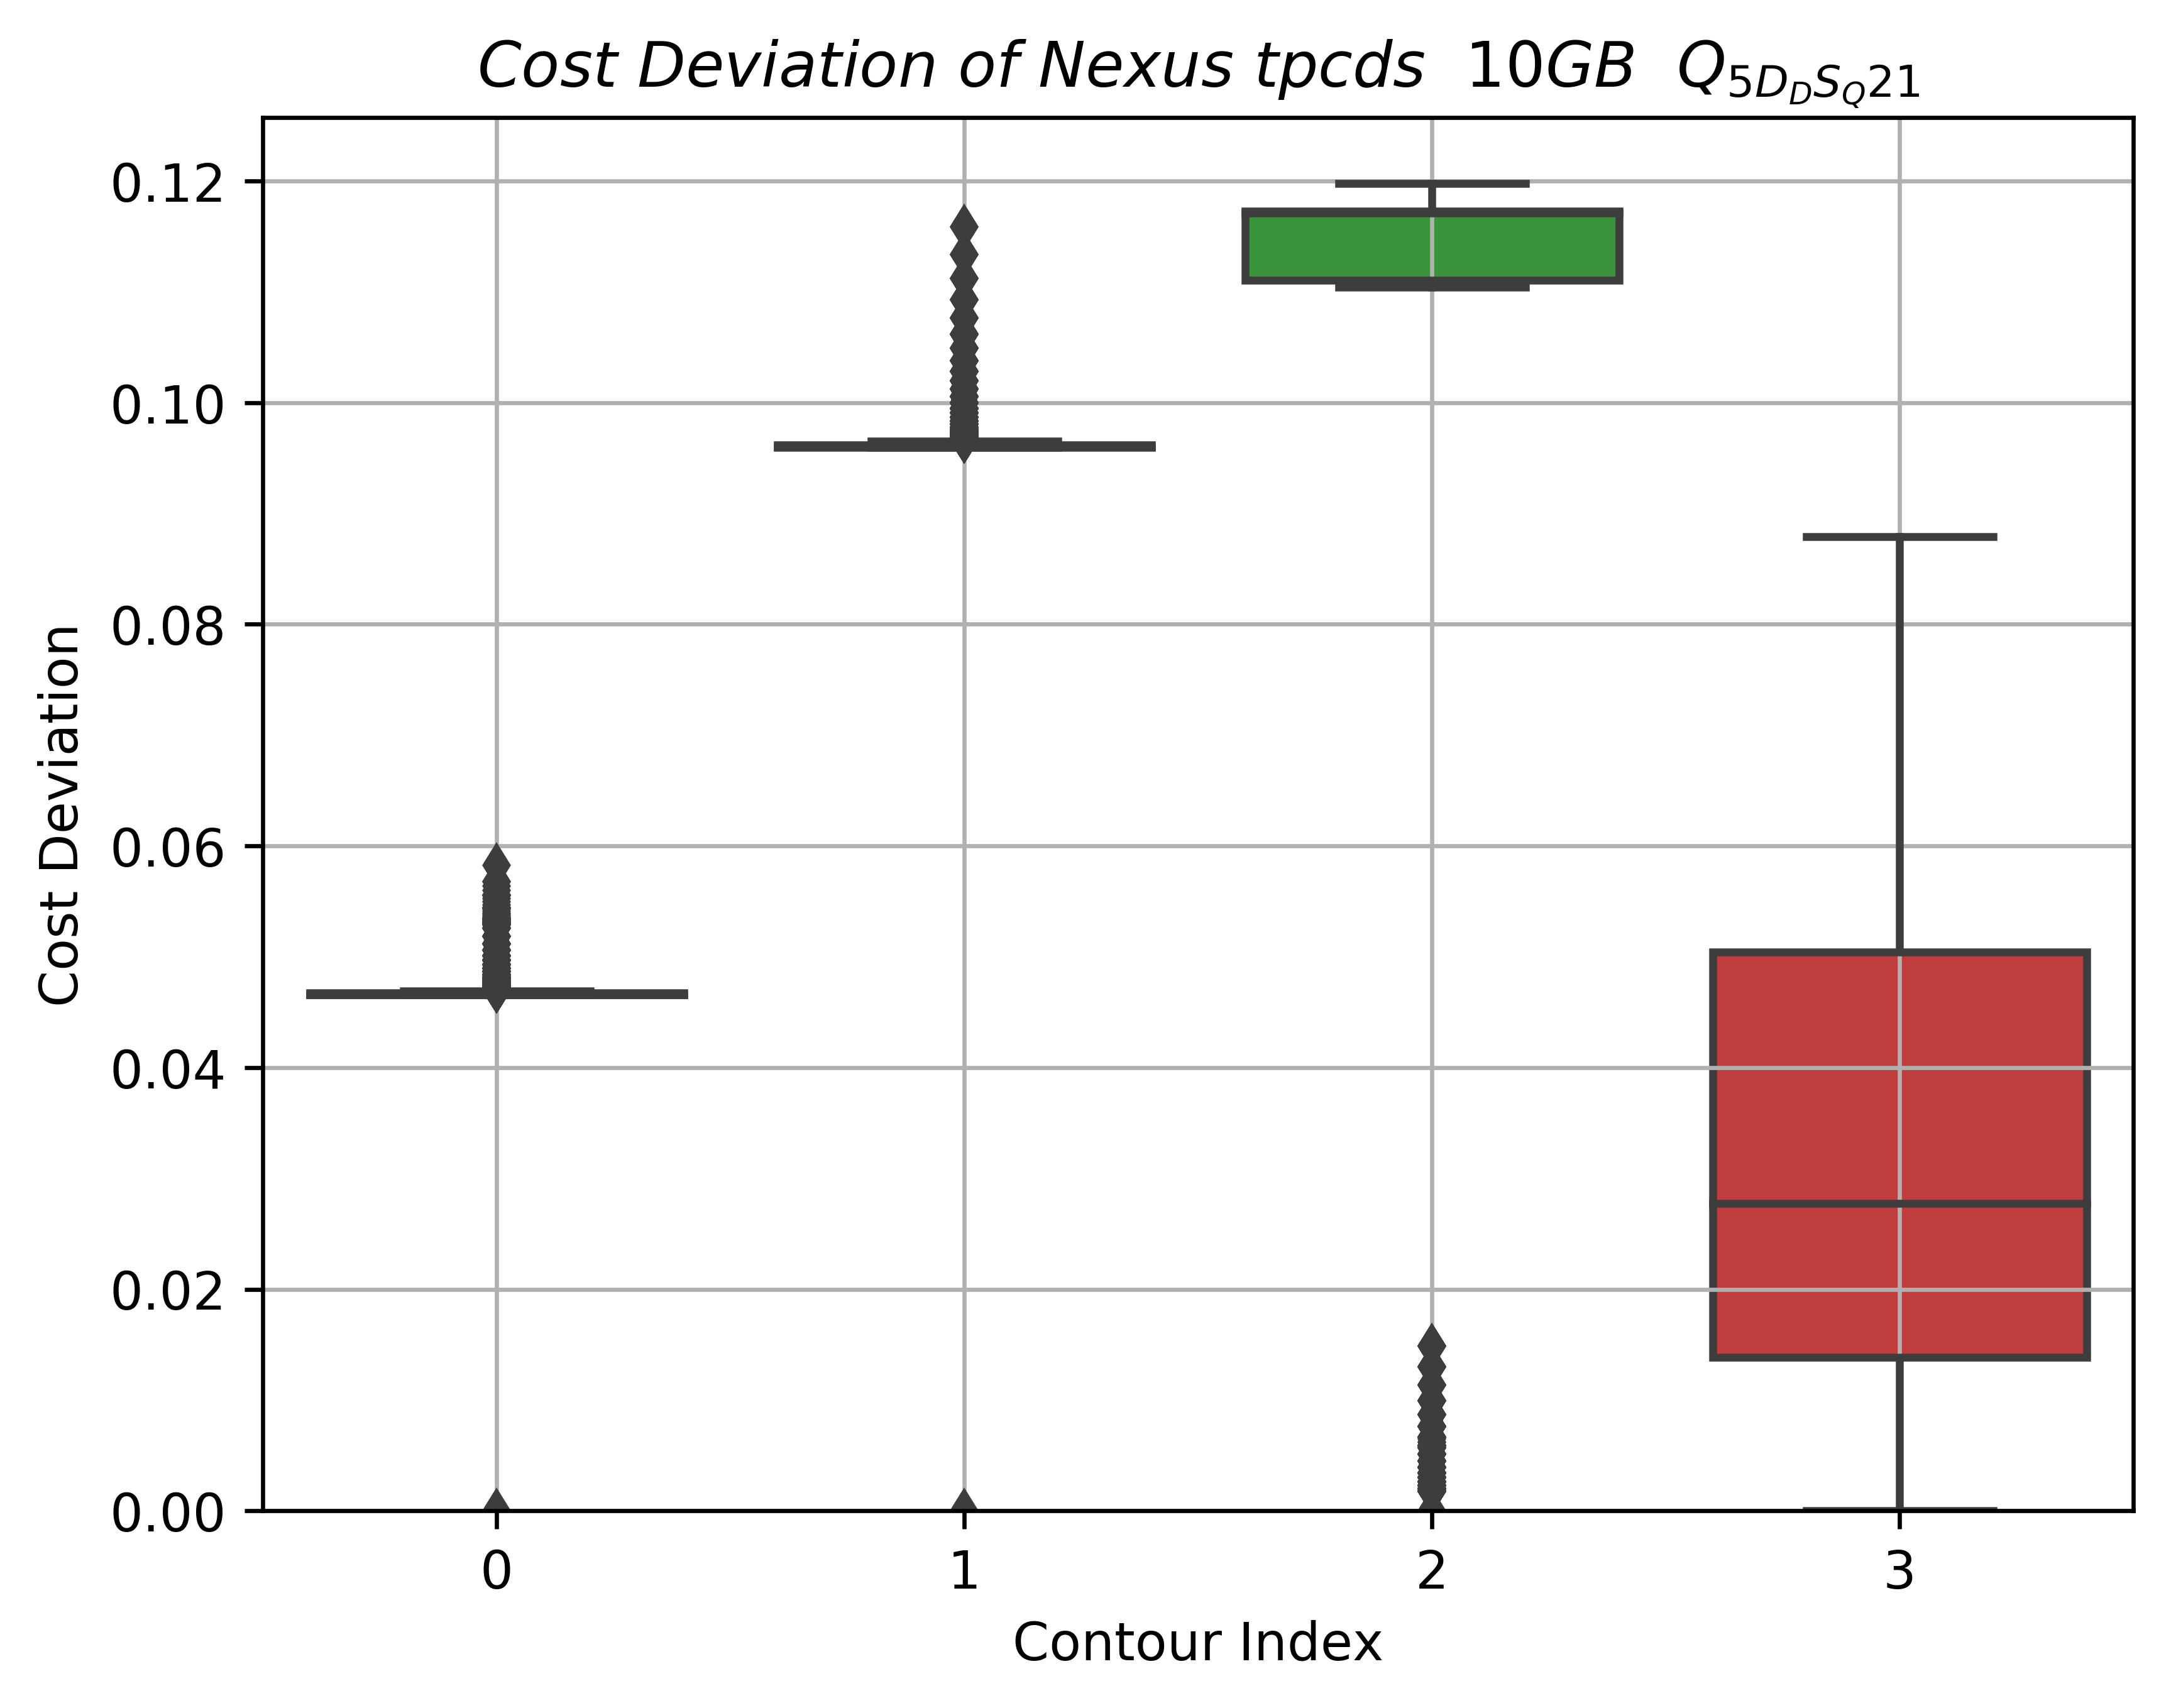 Cost Deviation of Nexus tpcds 10GB Q5DDSQ21
0.12
0.10
0.08
0.06
0.04
0.02
0.00
Cost Deviation
0 1 2 3
Contour Index